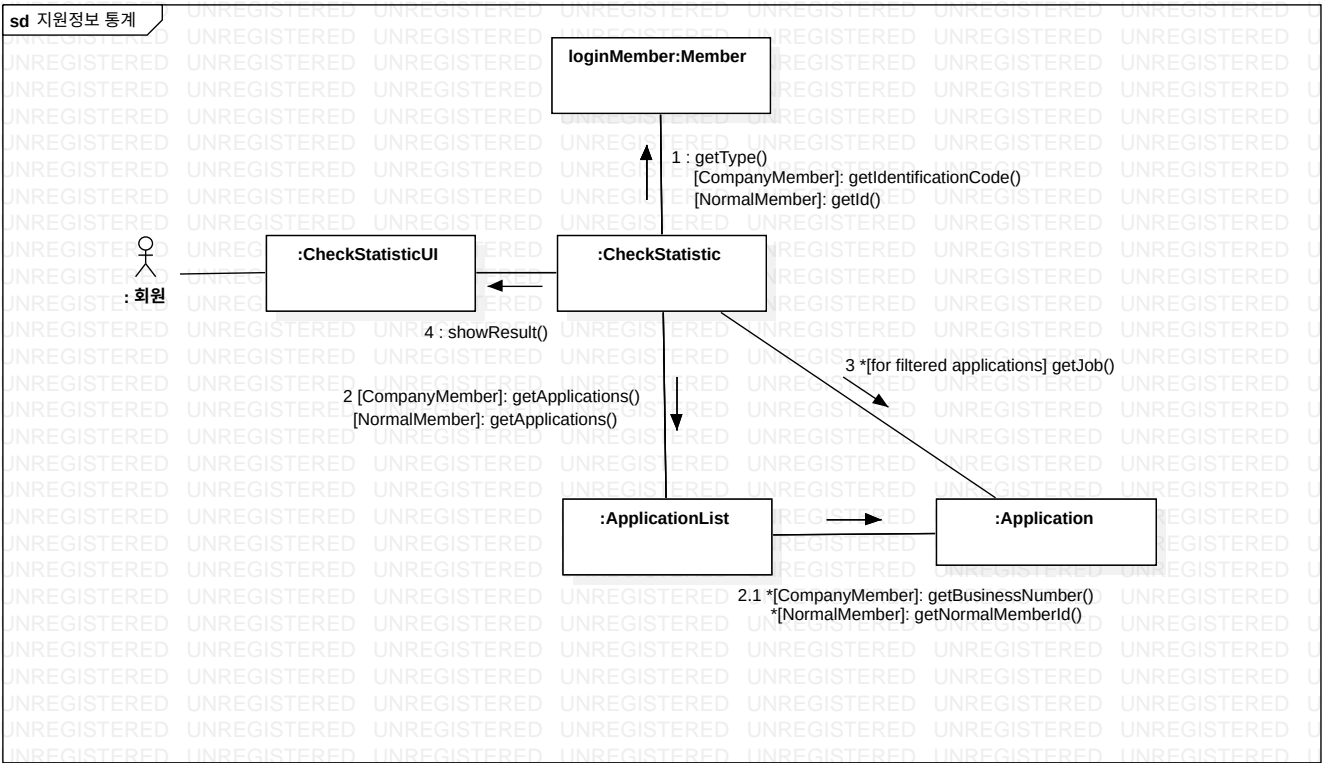 sd 지원정보 통계
loginMember:Member
1 : getType()
[CompanyMember]: getIdentificationCode()
[NormalMember]: getId()
:CheckStatisticUI
:CheckStatistic
: 회원
4 : showResult()
3 *[for filtered applications] getJob()
2 [CompanyMember]: getApplications()
[NormalMember]: getApplications()
:ApplicationList
:Application
2.1 *[CompanyMember]: getBusinessNumber()
*[NormalMember]: getNormalMemberId()
UNREGISTERED